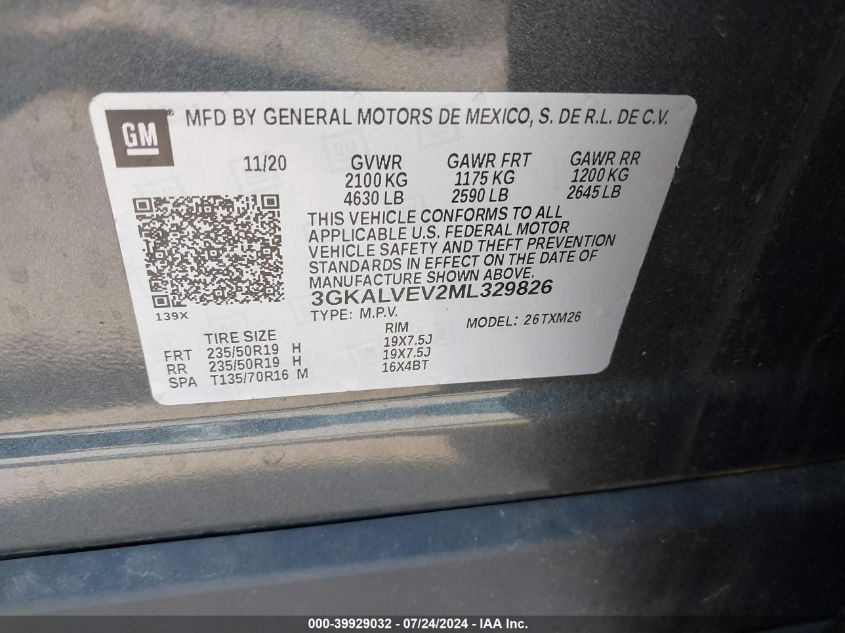 GM
MFD BY GENERAL MOTORS DE MEXICO, S. DE R.L. DE C.V.
11/20 GVWR GAWR FRT GAWR RR
2100 KG 1175 KG 1200 KG
4630 LB 2590 LB 2645 LB
THIS VEHICLE CONFORMS TO ALL
APPLICABLE U.S. FEDERAL MOTOR
VEHICLE SAFETY AND THEFT PREVENTION
STANDARDS IN EFFECT ON THE DATE OF
MANUFACTURE SHOWN ABOVE.
3GKALVEV2ML329826
139X
TYPE: M.P.V. MODEL: 26TXM26
TIRE SIZE RIM
FRT 235/50R19 H 19X7.5J
RR 235/50R19 H 19X7.5J
SPA T135/70R16 M 16X4BT
000-39929032 / 07/24/2024 - IAA Inc.